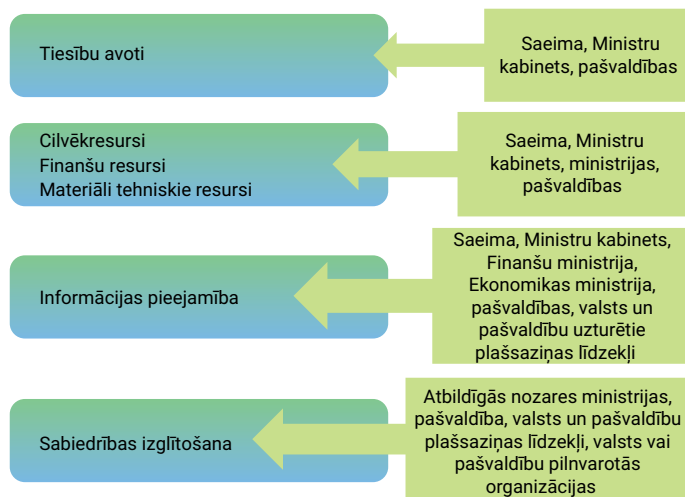 Tiesību avoti
Saeima, Ministru
kabinets, pašvaldības
Cilvēkresursi
Finanšu resursi
Materiāli tehniskie resursi
Saeima, Ministru
kabinets, ministrijas,
pašvaldības
Informācijas pieejamība
Saeima, Ministru kabinets,
Finanšu ministrija,
Ekonomikas ministrija,
pašvaldības, valsts un
pašvaldību uzturētie
plašsaziņas līdzekļi
Sabiedrības izglītošana
Atbildīgās nozares ministrijas,
pašvaldība, valsts un pašvaldību
plašsaziņas līdzekļi, valsts vai
pašvaldību pilnvarotās
organizācijas